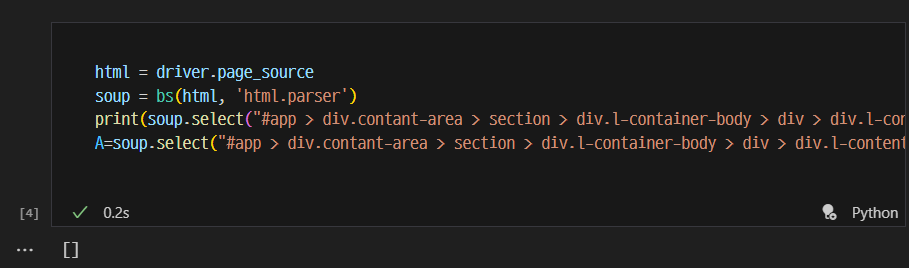 html = driver.page_source
soup = bs(html, 'html.parser')
print(soup.select("#app > div.contant-area > section > div.l-container-body > div > div.l-con
A=soup.select("#app > div.contant-area > section > div.l-container-body > div > div.l-content
[4] 0.2s Python
... []